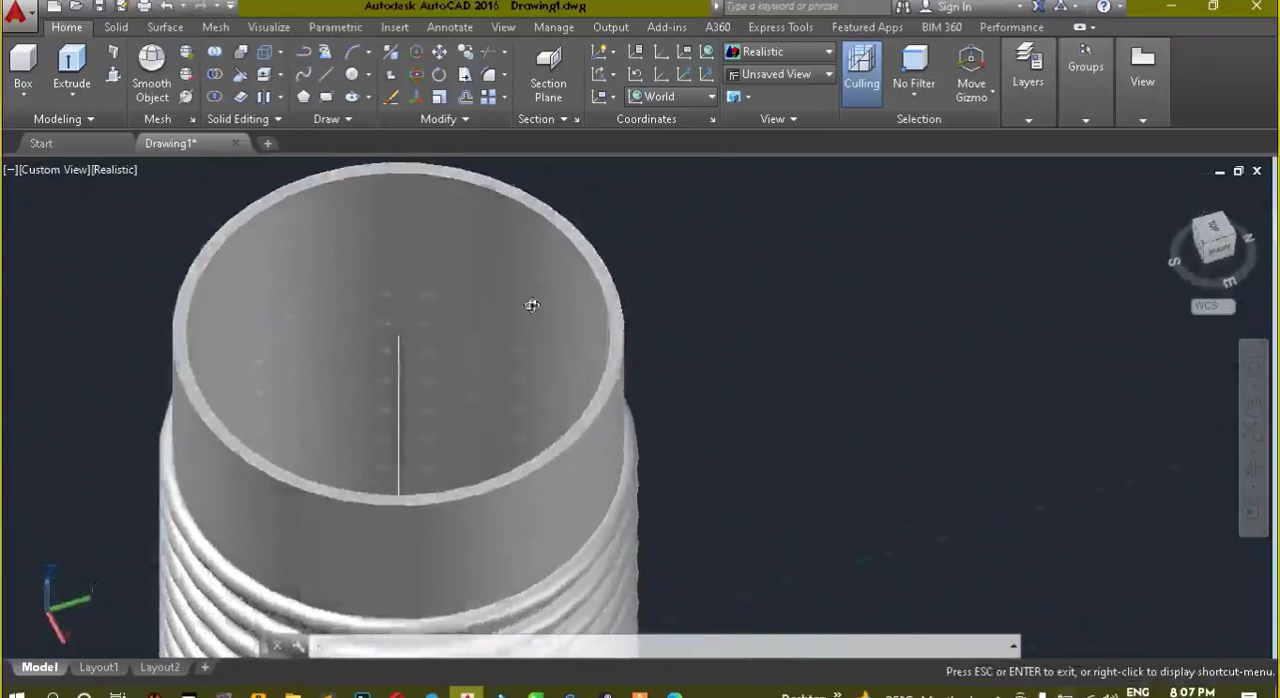 Autodesk AutoCAD 2016 Drawing1.dwg
Type a keyword or phrase
Sign In
Home Solid Surface Mesh Visualize Parametric Insert Annotate View Manage Output Add-ins A360 Express Tools Featured Apps BIM 360 Performance
Realistic
Unsaved View
World
Box Extrude Smooth Object Section Plane Culling No Filter Move Gizmo Layers Groups View
Modeling Mesh Solid Editing Draw Modify Section Coordinates View Selection
Start Drawing1*
[−][Custom View][Realistic]
TOP
N
S
E
WCS
Model Layout1 Layout2
Press ESC or ENTER to exit, or right-click to display shortcut-menu.
ENG
8:07 PM